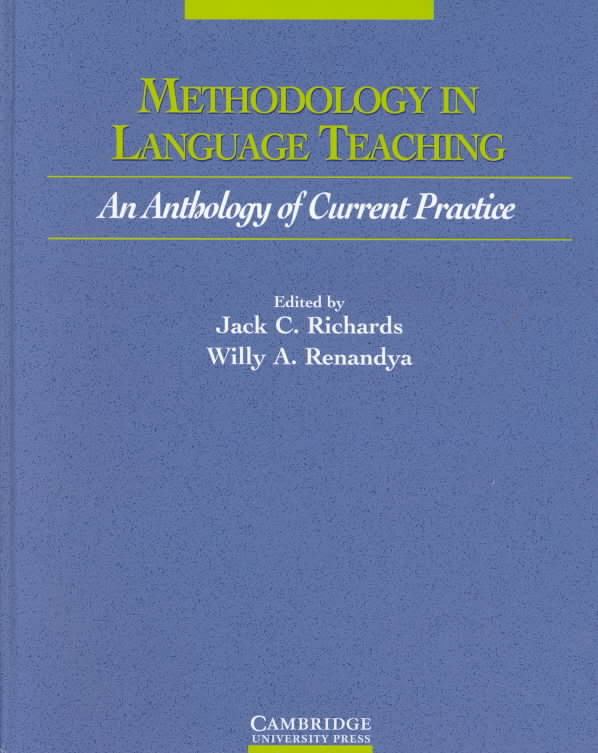 METHODOLOGY IN
LANGUAGE TEACHING
An Anthology of Current Practice
Edited by
Jack C. Richards
Willy A. Renandya
CAMBRIDGE
UNIVERSITY PRESS